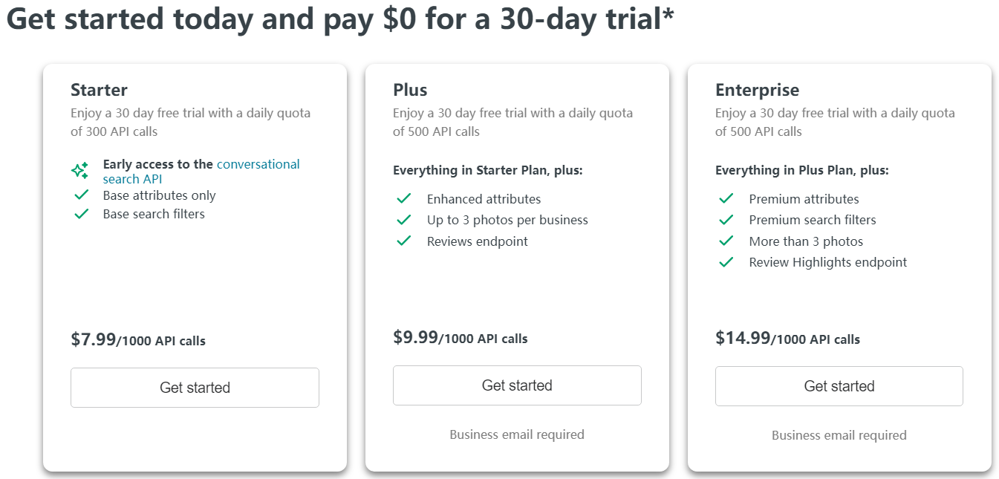 Get started today and pay $0 for a 30-day trial*
Starter
Enjoy a 30 day free trial with a daily quota
of 300 API calls
Early access to the conversational
search API
Base attributes only
Base search filters
$7.99/1000 API calls
Get started
Plus
Enjoy a 30 day free trial with a daily quota
of 500 API calls
Everything in Starter Plan, plus:
Enhanced attributes
Up to 3 photos per business
Reviews endpoint
$9.99/1000 API calls
Get started
Business email required
Enterprise
Enjoy a 30 day free trial with a daily quota
of 500 API calls
Everything in Plus Plan, plus:
Premium attributes
Premium search filters
More than 3 photos
Review Highlights endpoint
$14.99/1000 API calls
Get started
Business email required